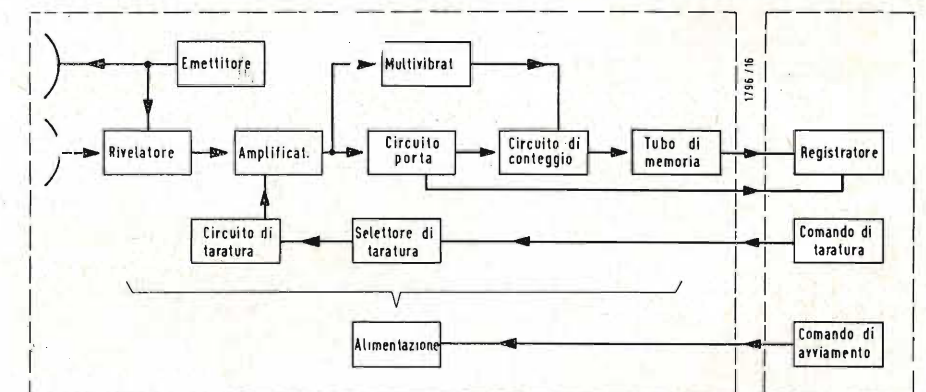 Emettitore
Multivibrat
1796/16
Rivelatore
Amplificat.
Circuito
porta
Circuito di
conteggio
Tubo di
memoria
Registratore
Circuito di
taratura
Selettore di
taratura
Comando di
taratura
Alimentazione
Comando di
avviamento